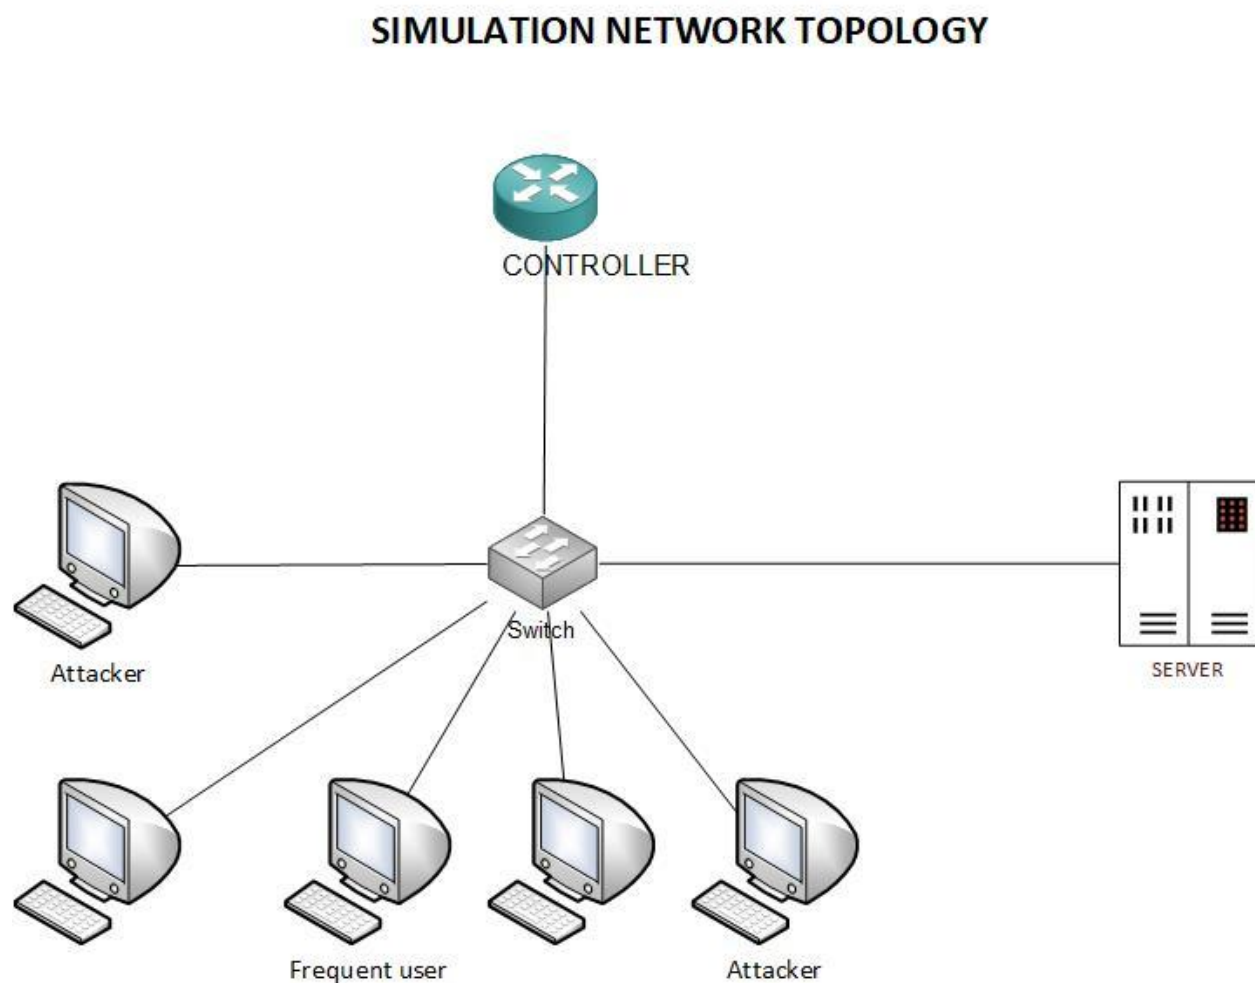 SIMULATION NETWORK TOPOLOGY
CONTROLLER
Switch
Attacker
SERVER
Frequent user
Attacker